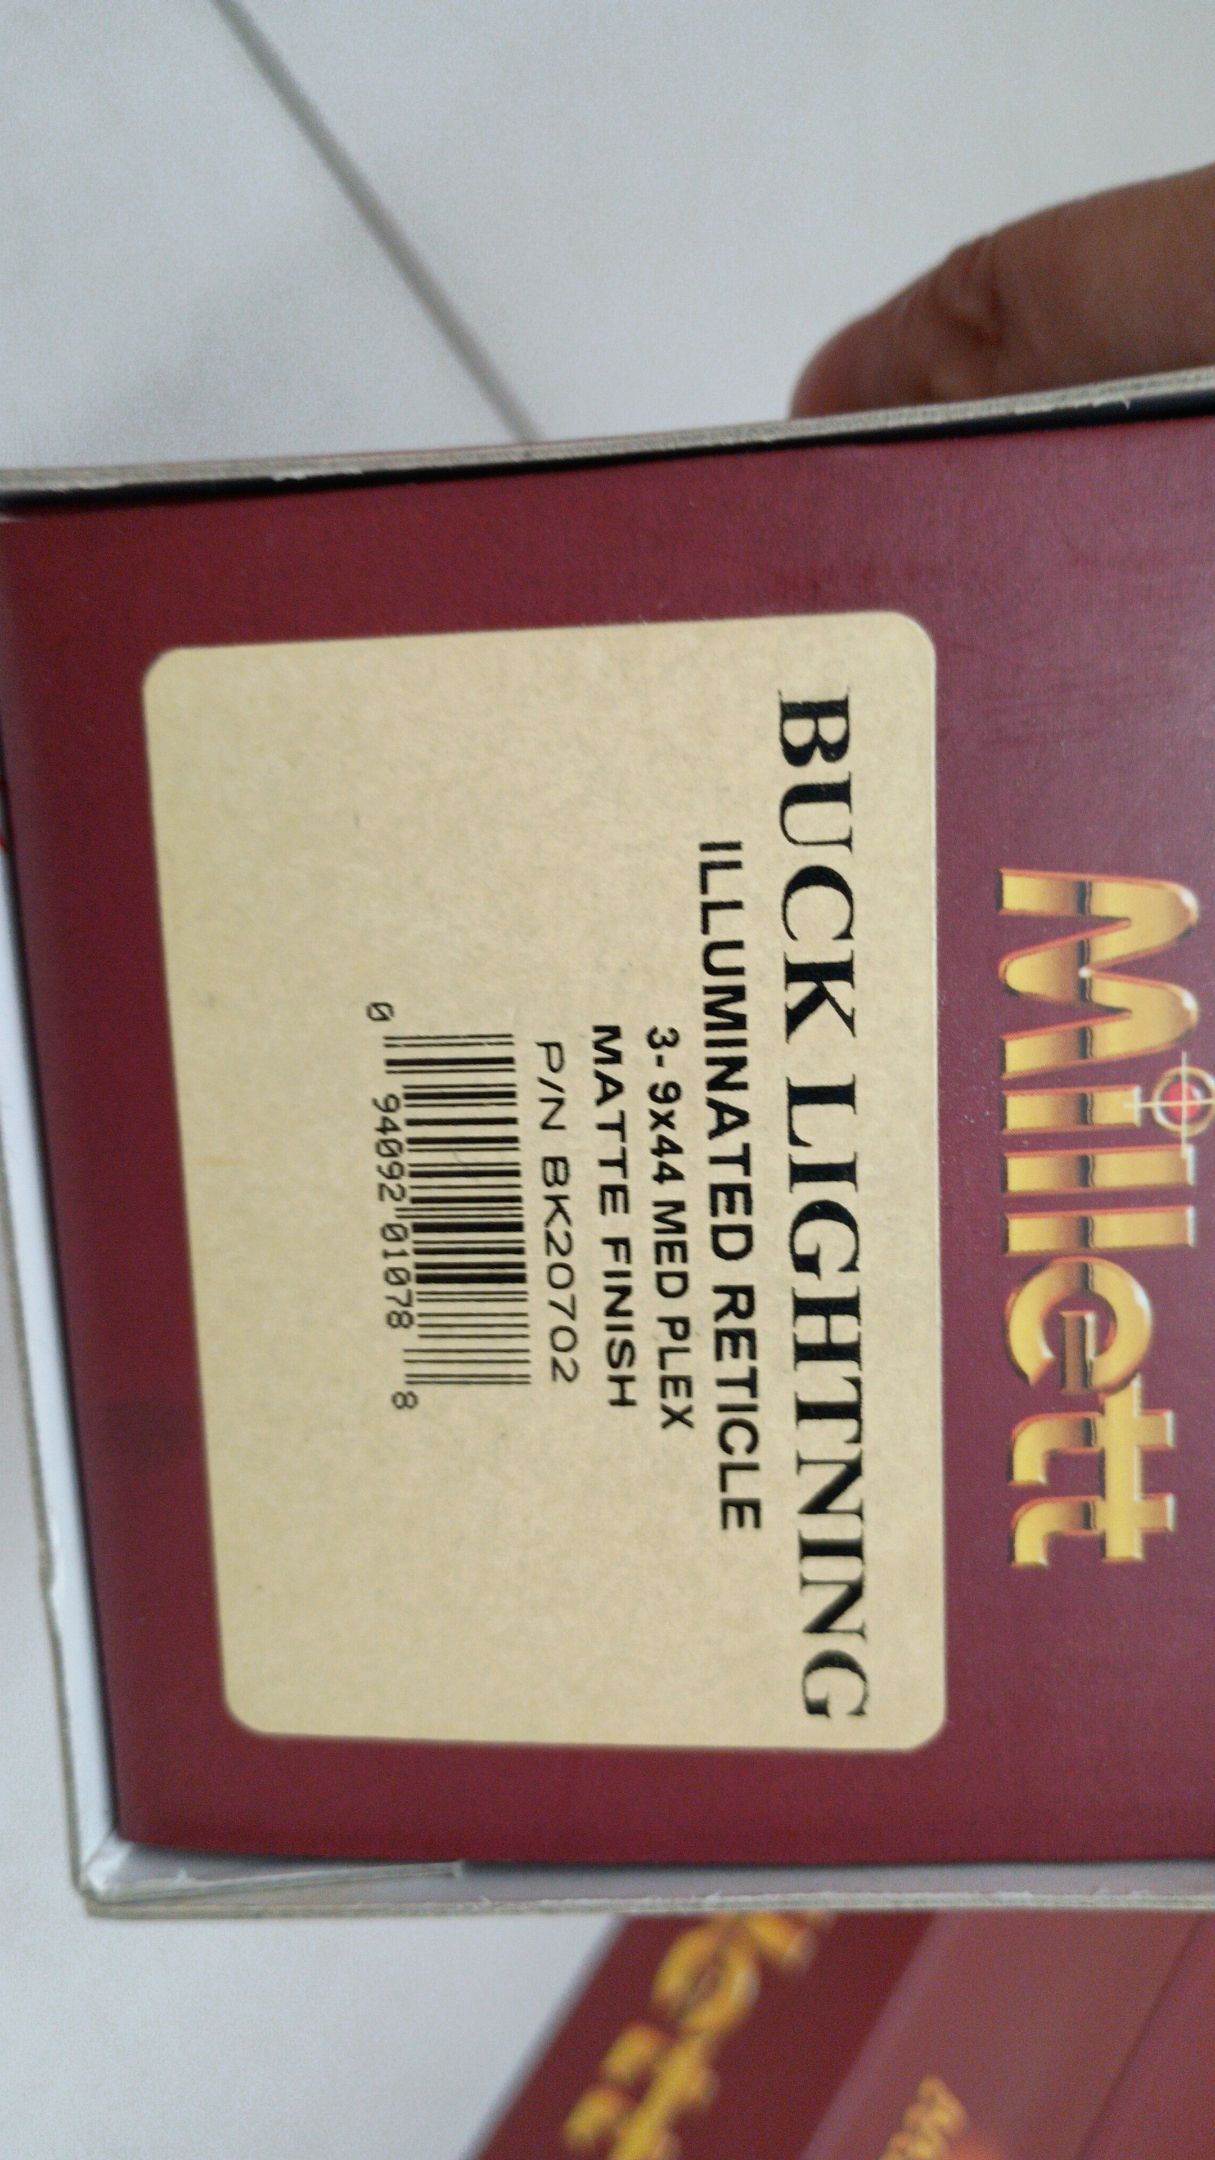 Millett
BUCK LIGHTNING
ILLUMINATED RETICLE
3-9x44 MED PLEX
MATTE FINISH
P/N BK20702
0 94092 01078 8